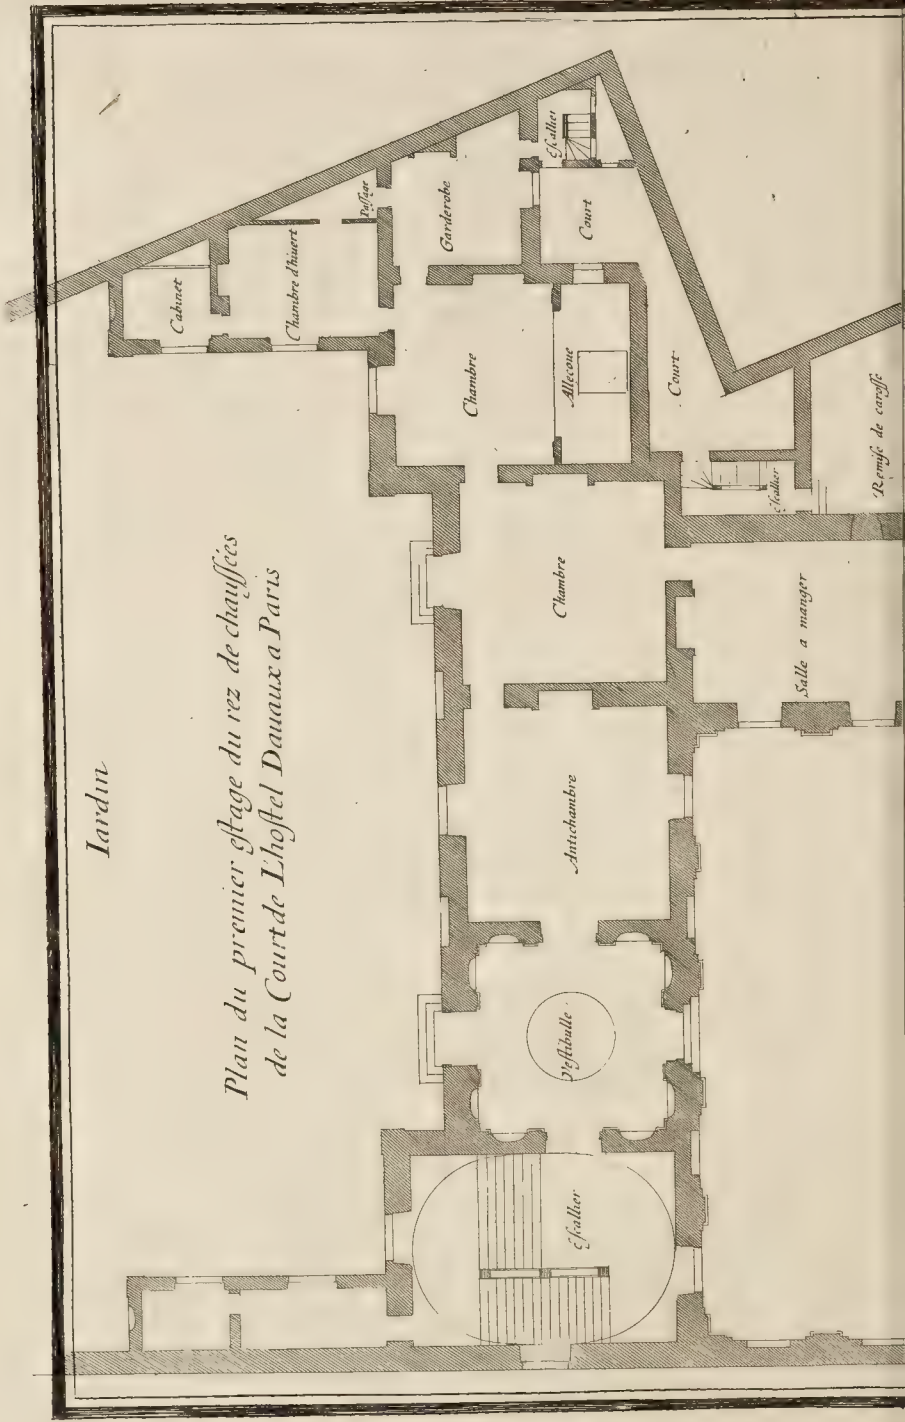 Iardin
Plan du premier eſtage du rez de chauſſées
de la Court de L'hoſtel Dauaux a Paris
Cabinet
Chambre d'hiuert
Paſſage
Garderobe
Eſcallier
Court
Chambre
Allecoue
Court
Remiſe de caroſſe
Eſcallier
Chambre
Salle a manger
Antichambre
Veſtibulle
Eſcallier